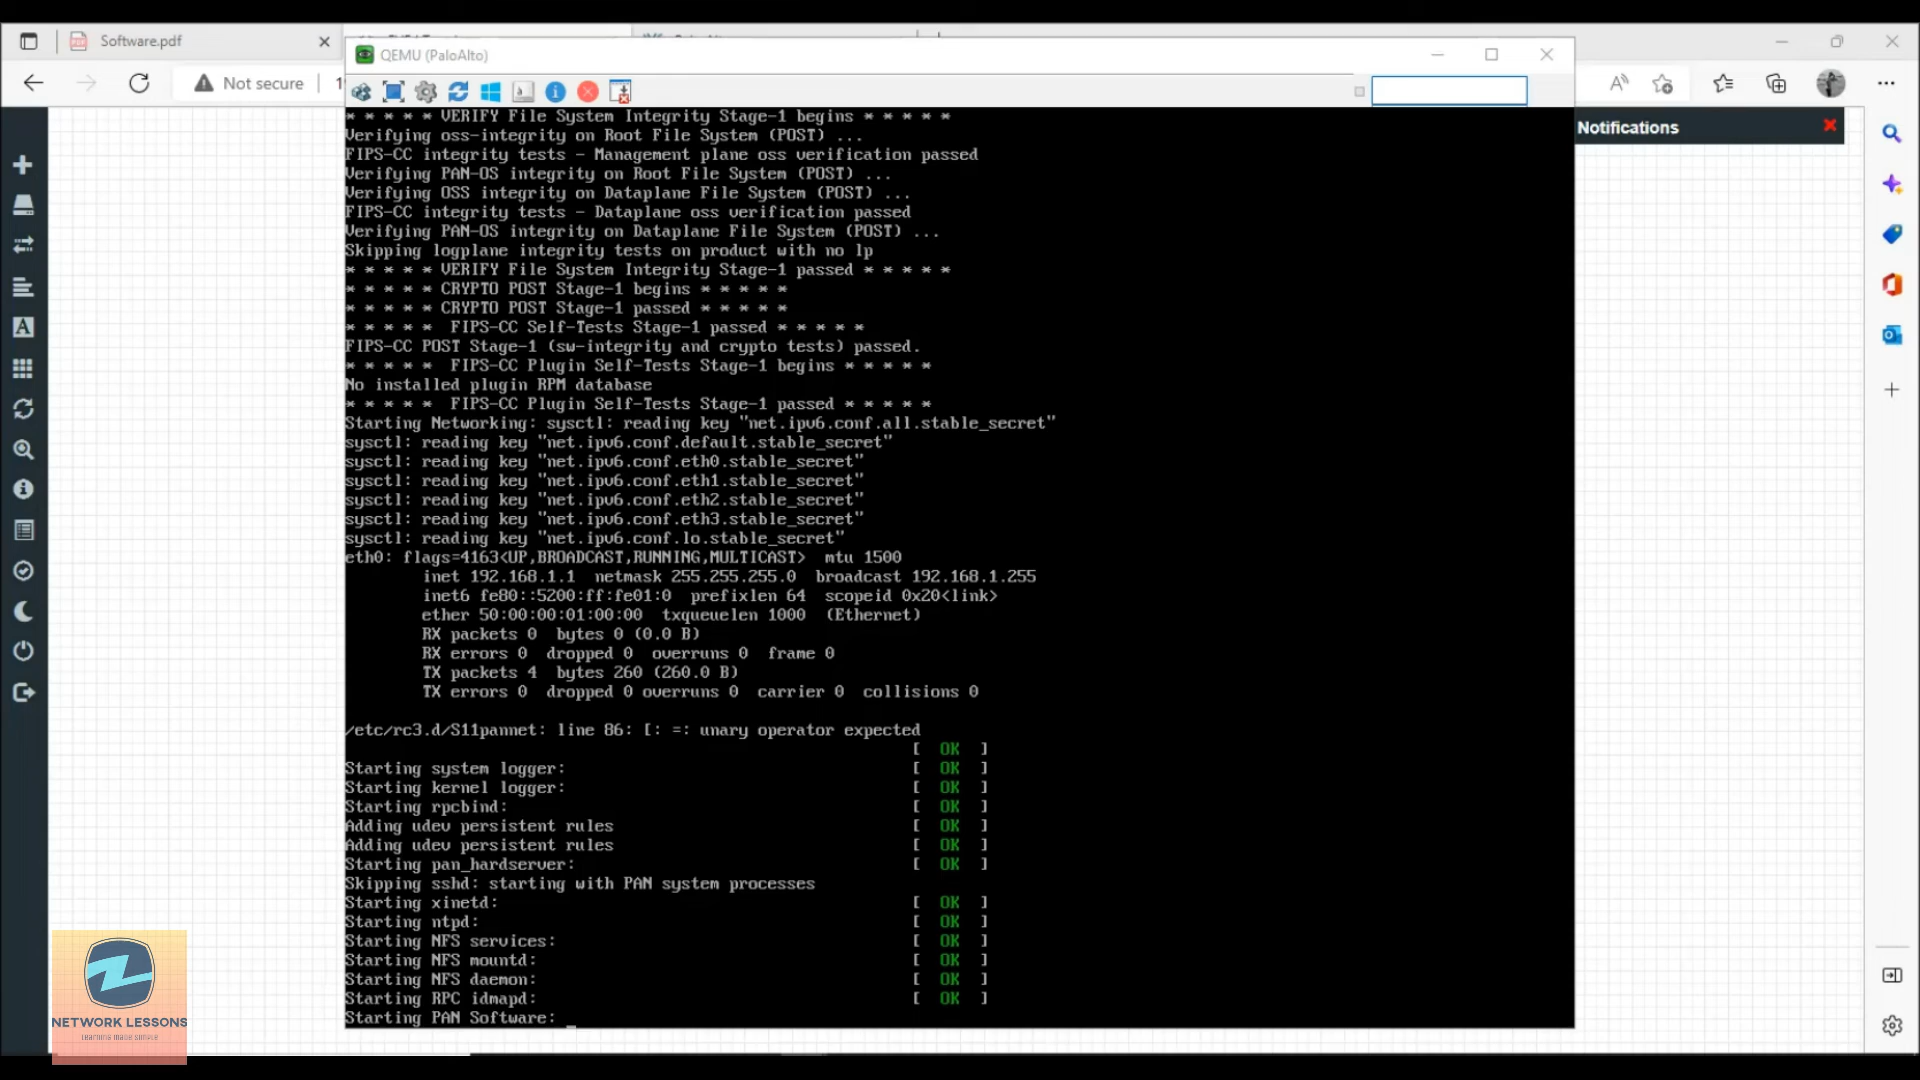 Software.pdf
QEMU (PaloAlto)
Not secure
Notifications
* * * * * VERIFY File System Integrity Stage-1 begins * * * * *
Verifying oss-integrity on Root File System (POST) ...
FIPS-CC integrity tests - Management plane oss verification passed
Verifying PAN-OS integrity on Root File System (POST) ...
Verifying OSS integrity on Dataplane File System (POST) ...
FIPS-CC integrity tests - Dataplane oss verification passed
Verifying PAN-OS integrity on Dataplane File System (POST) ...
Skipping logplane integrity tests on product with no lp
* * * * * VERIFY File System Integrity Stage-1 passed * * * * *
* * * * * CRYPTO POST Stage-1 begins * * * * *
* * * * * CRYPTO POST Stage-1 passed * * * * *
* * * * *  FIPS-CC Self-Tests Stage-1 passed * * * * *
FIPS-CC POST Stage-1 (sw-integrity and crypto tests) passed.
* * * * *  FIPS-CC Plugin Self-Tests Stage-1 begins * * * * *
No installed plugin RPM database
* * * * *  FIPS-CC Plugin Self-Tests Stage-1 passed * * * * *
Starting Networking: sysctl: reading key "net.ipv6.conf.all.stable_secret"
sysctl: reading key "net.ipv6.conf.default.stable_secret"
sysctl: reading key "net.ipv6.conf.eth0.stable_secret"
sysctl: reading key "net.ipv6.conf.eth1.stable_secret"
sysctl: reading key "net.ipv6.conf.eth2.stable_secret"
sysctl: reading key "net.ipv6.conf.eth3.stable_secret"
sysctl: reading key "net.ipv6.conf.lo.stable_secret"
eth0: flags=4163<UP,BROADCAST,RUNNING,MULTICAST>  mtu 1500
inet 192.168.1.1  netmask 255.255.255.0  broadcast 192.168.1.255
inet6 fe80::5200:ff:fe01:0  prefixlen 64  scopeid 0x20<link>
ether 50:00:00:01:00:00  txqueuelen 1000  (Ethernet)
RX packets 0  bytes 0 (0.0 B)
RX errors 0  dropped 0  overruns 0  frame 0
TX packets 4  bytes 260 (260.0 B)
TX errors 0  dropped 0 overruns 0  carrier 0  collisions 0
/etc/rc3.d/S11pannet: line 86: [: =: unary operator expected
[  OK  ]
Starting system logger: [  OK  ]
Starting kernel logger: [  OK  ]
Starting rpcbind: [  OK  ]
Adding udev persistent rules [  OK  ]
Adding udev persistent rules [  OK  ]
Starting pan_hardserver: [  OK  ]
Skipping sshd: starting with PAN system processes
Starting xinetd: [  OK  ]
Starting ntpd: [  OK  ]
Starting NFS services: [  OK  ]
Starting NFS mountd: [  OK  ]
Starting NFS daemon: [  OK  ]
Starting RPC idmapd: [  OK  ]
Starting PAN Software: _
NETWORK LESSONS
LEARNING MADE SIMPLE